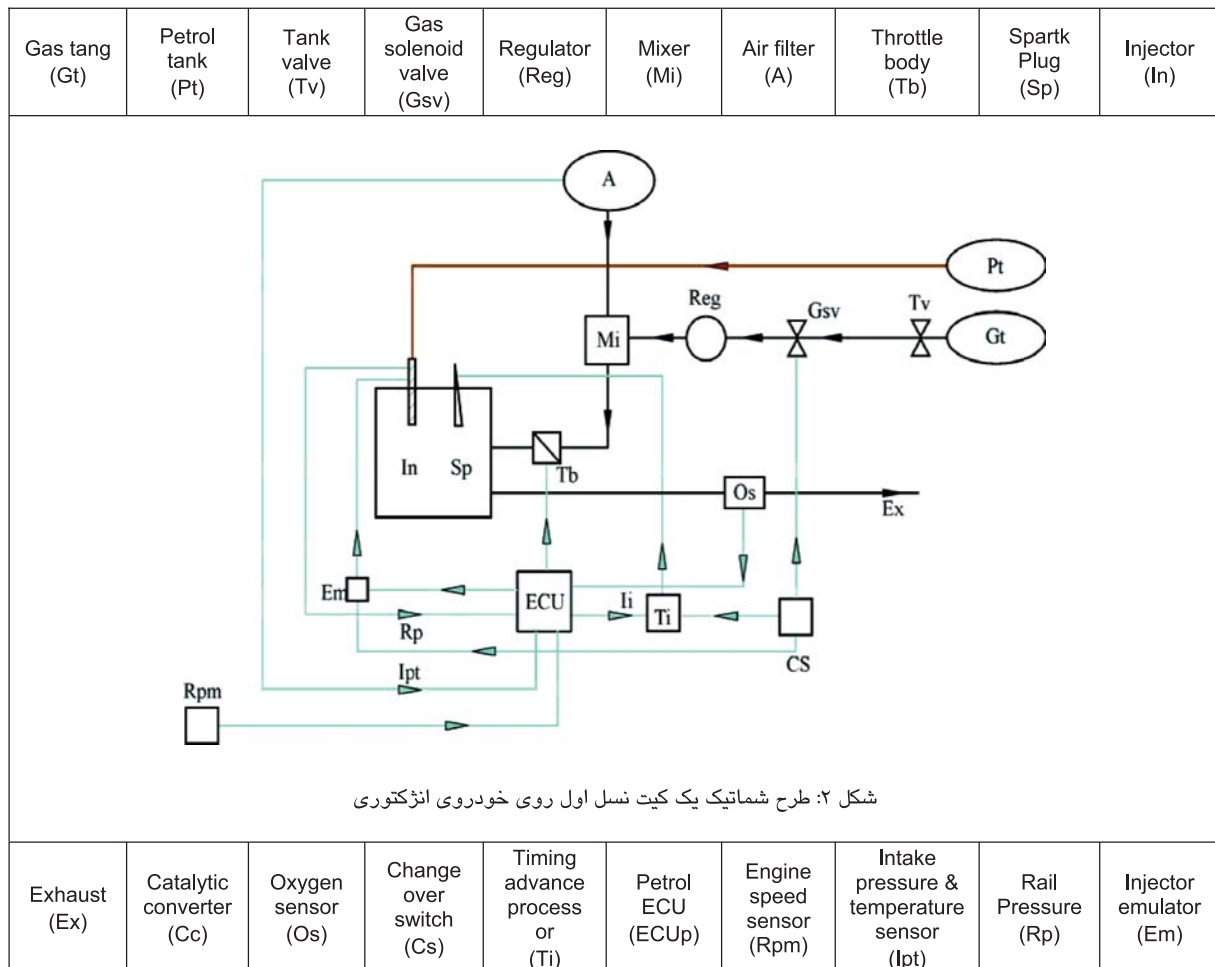 Gas tang
(Gt)
Petrol
tank
(Pt)
Tank
valve
(Tv)
Gas
solenoid
valve
(Gsv)
Regulator
(Reg)
Mixer
(Mi)
Air filter
(A)
Throttle
body
(Tb)
Spartk
Plug
(Sp)
Injector
(In)
A
Pt
Reg
Gsv
Tv
Mi
Gt
In
Sp
Tb
Os
Ex
Em
ECU
Ii
Ti
Rp
CS
Ipt
Rpm
شکل ۲: طرح شماتیک یک کیت نسل اول روی خودروی انژکتوری
Exhaust
(Ex)
Catalytic
converter
(Cc)
Oxygen
sensor
(Os)
Change
over
switch
(Cs)
Timing
advance
process
or
(Ti)
Petrol
ECU
(ECUp)
Engine
speed
sensor
(Rpm)
Intake
pressure &
temperature
sensor
(Ipt)
Rail
Pressure
(Rp)
Injector
emulator
(Em)